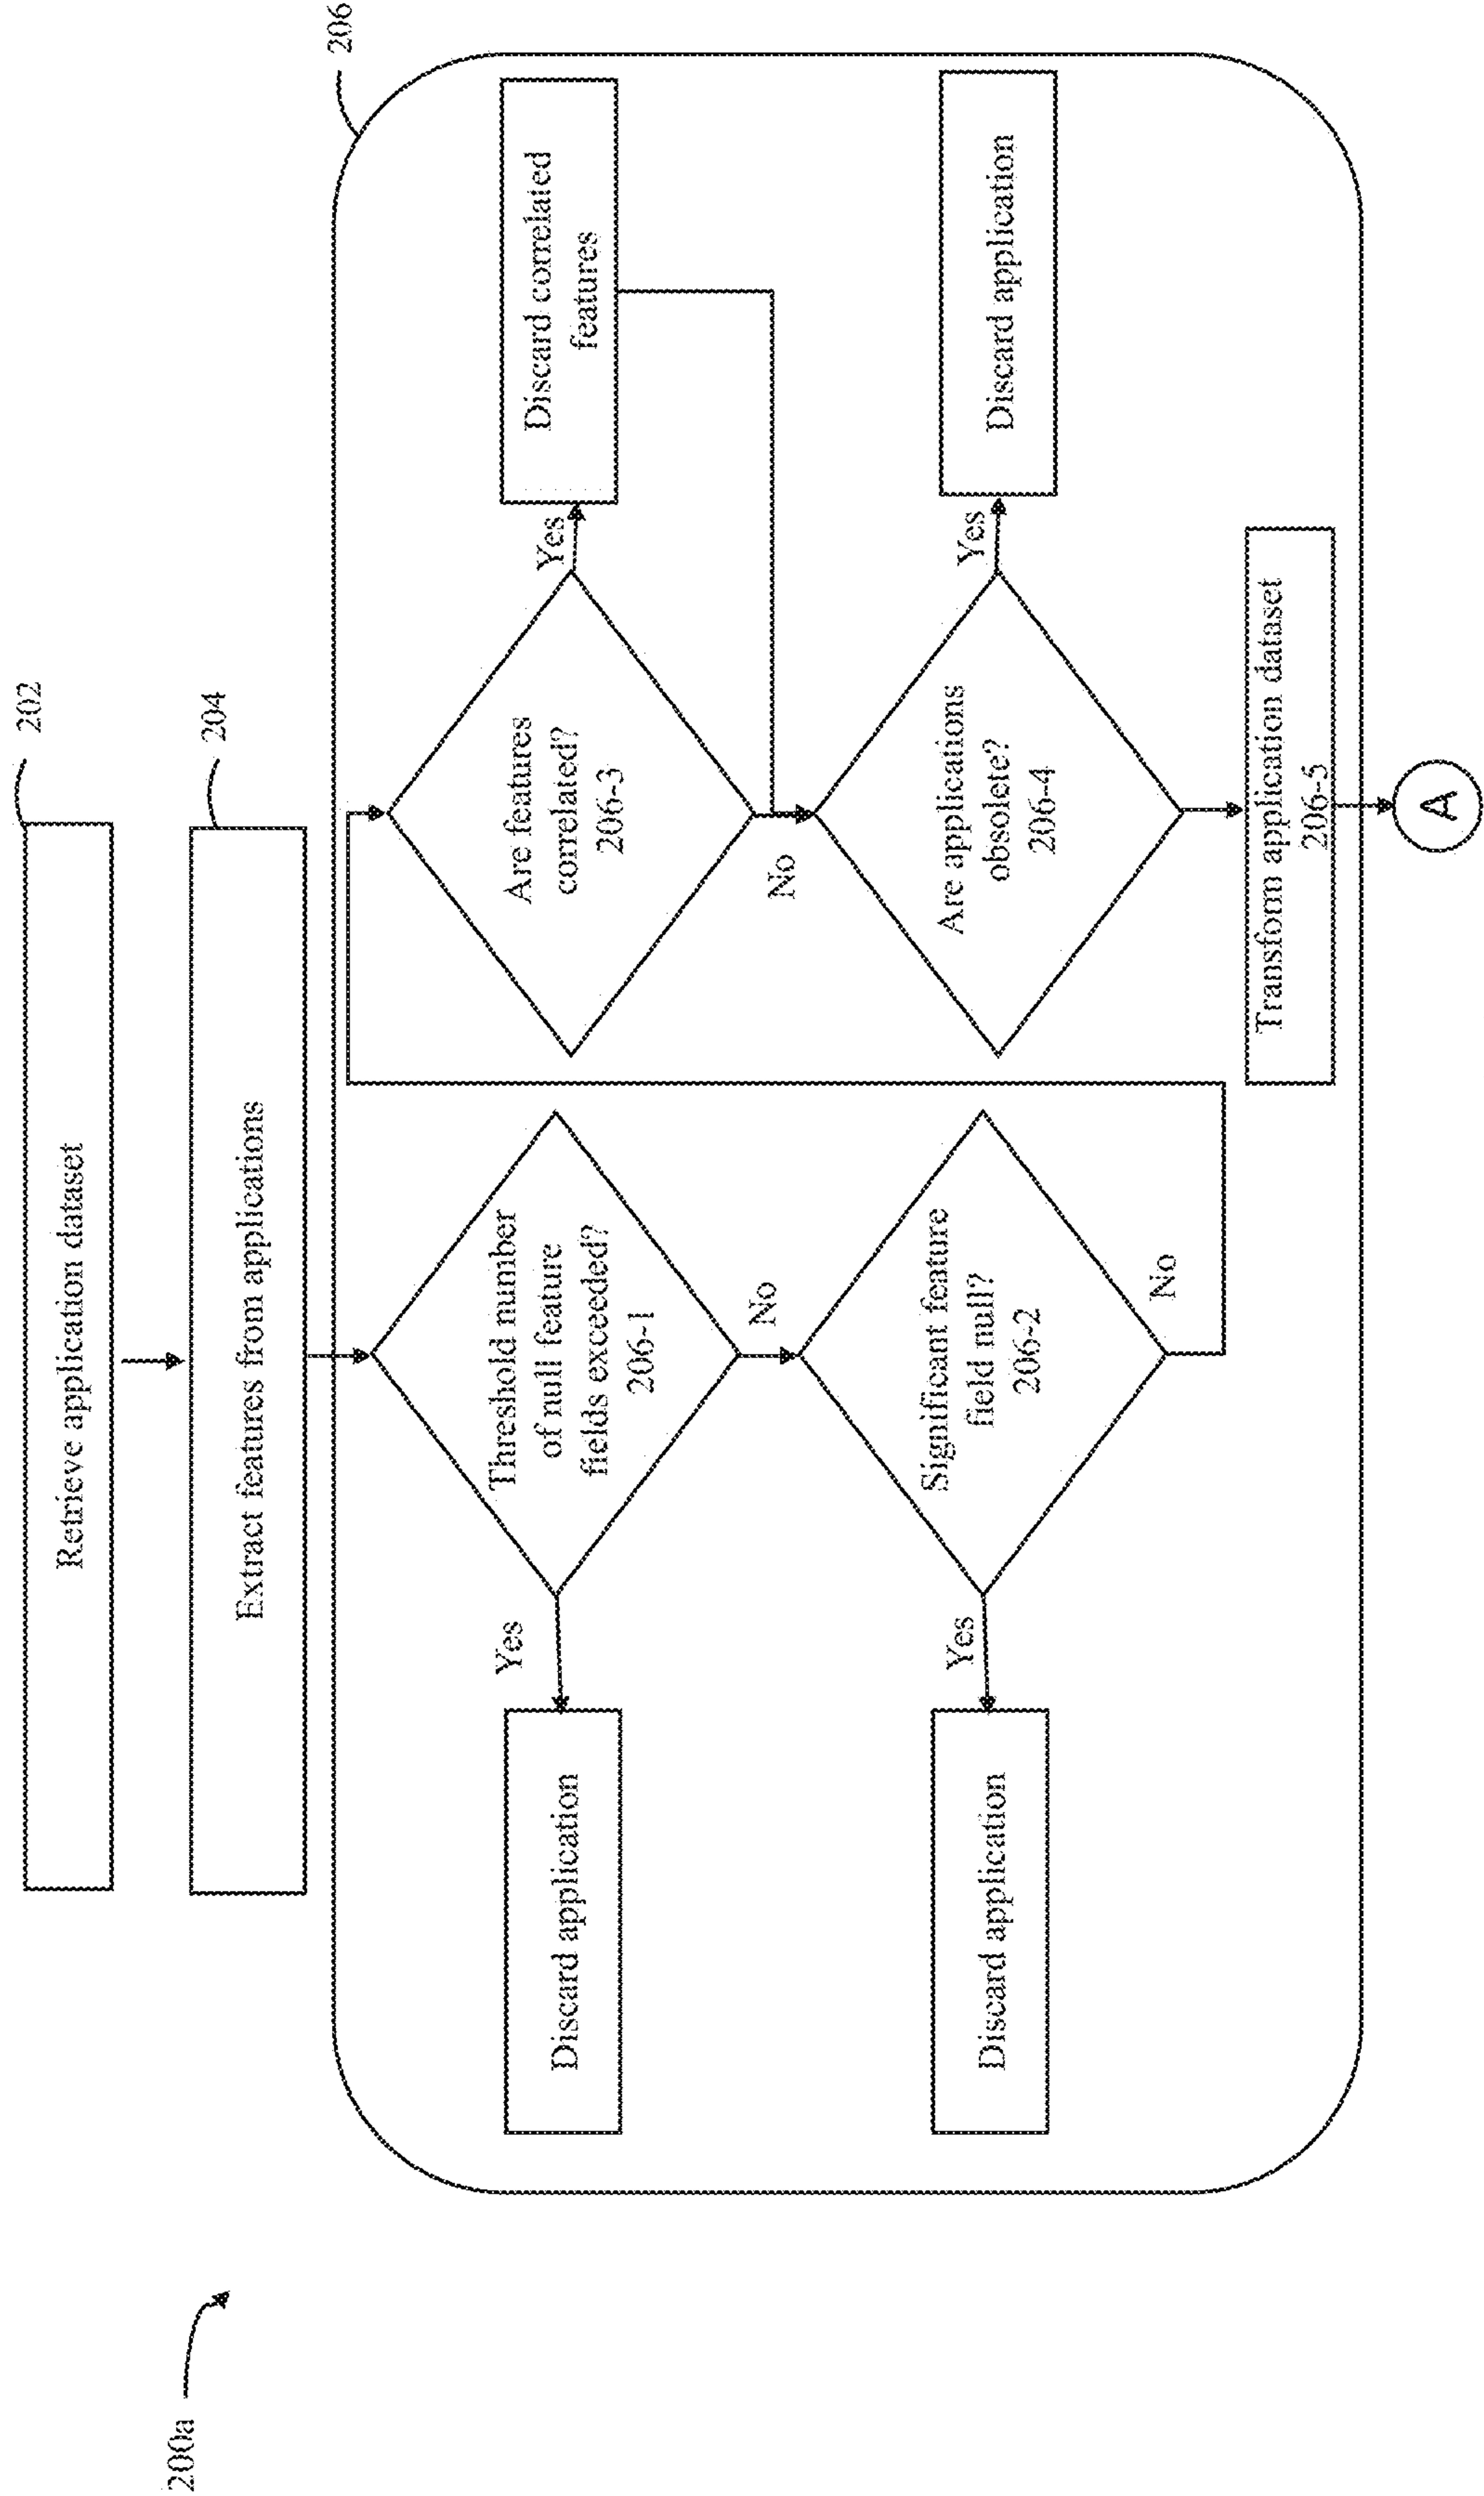 200a
Retrieve application dataset
202
Extract features from applications
204
206
Threshold number
of null feature
fields exceeded?
206-1
Yes
Discard application
No
Significant feature
field null?
206-2
Yes
Discard application
No
Are features
correlated?
206-3
Yes
Discard correlated
features
No
Are applications
obsolete?
206-4
Yes
Discard application
Transform application dataset
206-5
A